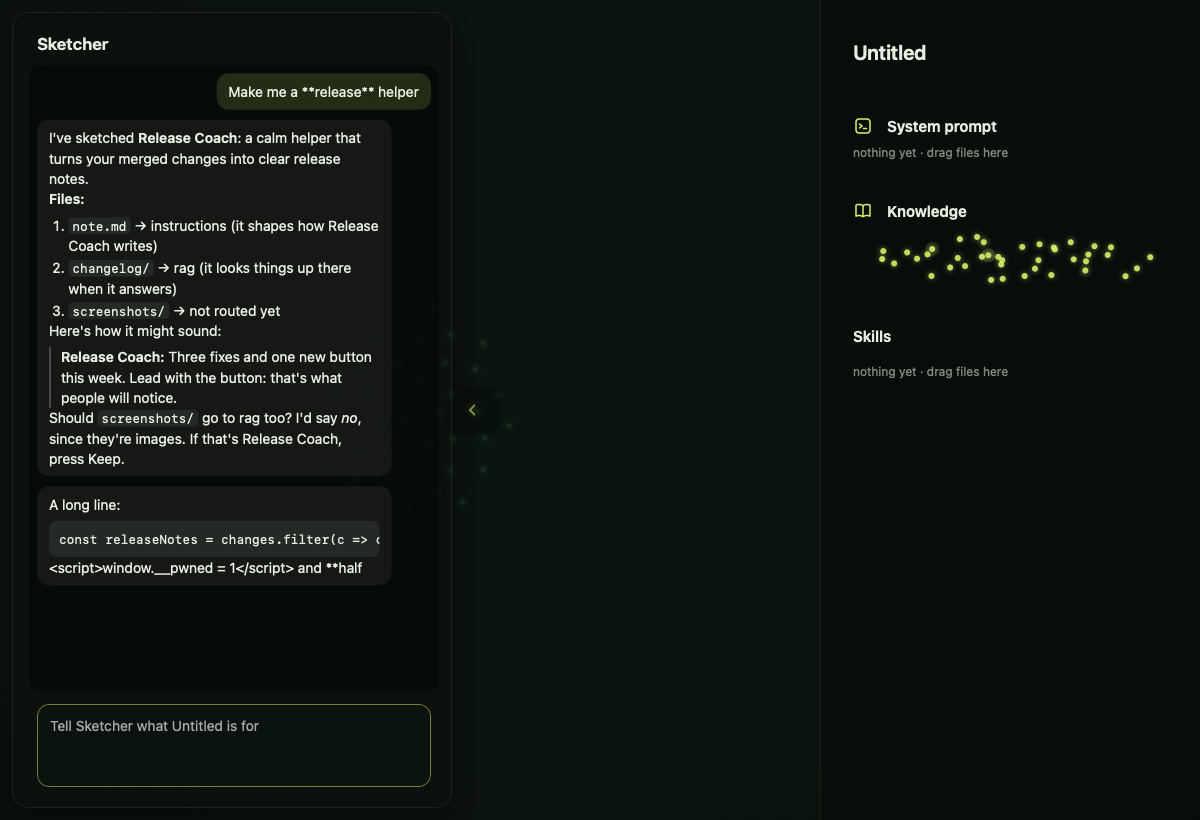 Sketcher
Make me a **release** helper
I've sketched Release Coach: a calm helper that
turns your merged changes into clear release
notes.
Files:
1. note.md → instructions (it shapes how Release
Coach writes)
2. changelog/ → rag (it looks things up there
when it answers)
3. screenshots/ → not routed yet
Here's how it might sound:
Release Coach: Three fixes and one new button
this week. Lead with the button: that's what
people will notice.
Should screenshots/ go to rag too? I'd say no,
since they're images. If that's Release Coach,
press Keep.
A long line:
const releaseNotes = changes.filter(c =>
<script>window.__pwned = 1</script> and **half
Tell Sketcher what Untitled is for
Untitled
System prompt
nothing yet · drag files here
Knowledge
Skills
nothing yet · drag files here